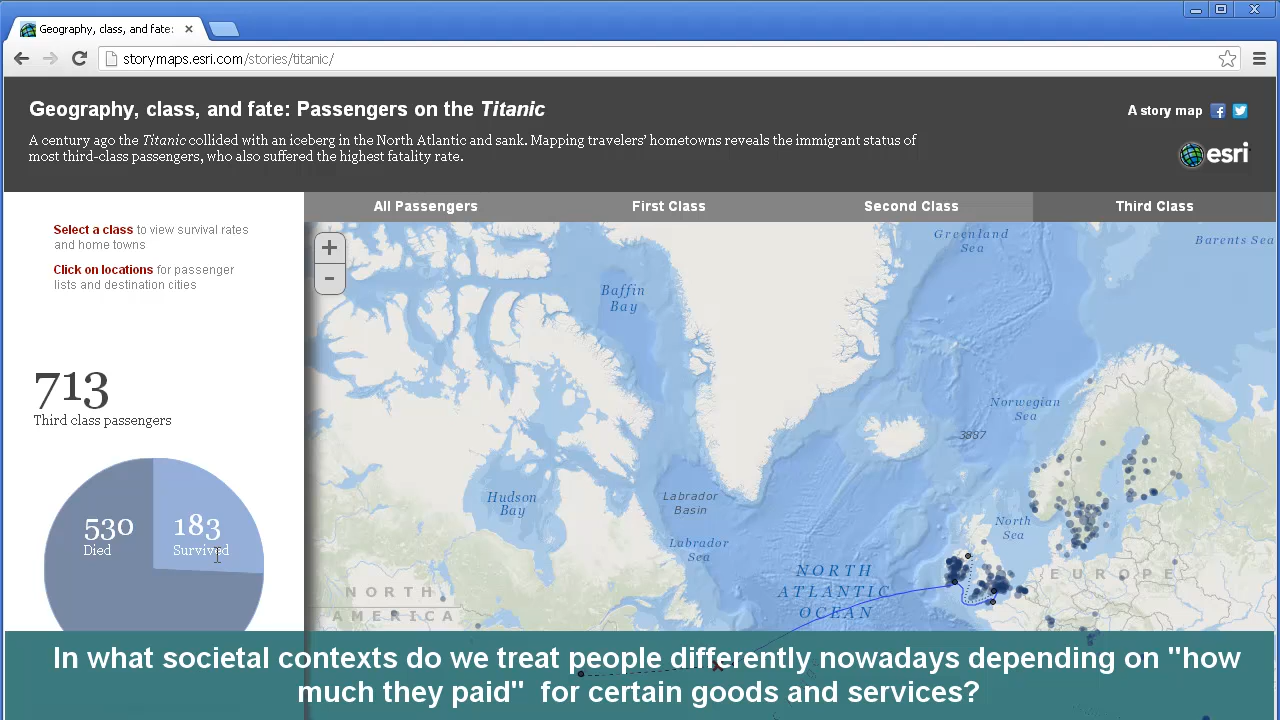 Geography, class, and fate:
storymaps.esri.com/stories/titanic/
Geography, class, and fate: Passengers on the Titanic
A story map
A century ago the Titanic collided with an iceberg in the North Atlantic and sank. Mapping travelers' hometowns reveals the immigrant status of
most third-class passengers, who also suffered the highest fatality rate.
esri
All Passengers
First Class
Second Class
Third Class
Select a class to view survival rates
and home towns
Click on locations for passenger
lists and destination cities
713
Third class passengers
530
Died
183
Survived
+
-
Greenland
Sea
Barents Sea
Baffin
Bay
Norwegian
Sea
3887
Hudson
Bay
Labrador
Basin
Labrador
Sea
North
Sea
NORTH
ATLANTIC
OCEAN
EUROPE
NORTH
AMERICA
In what societal contexts do we treat people differently nowadays depending on "how
much they paid" for certain goods and services?